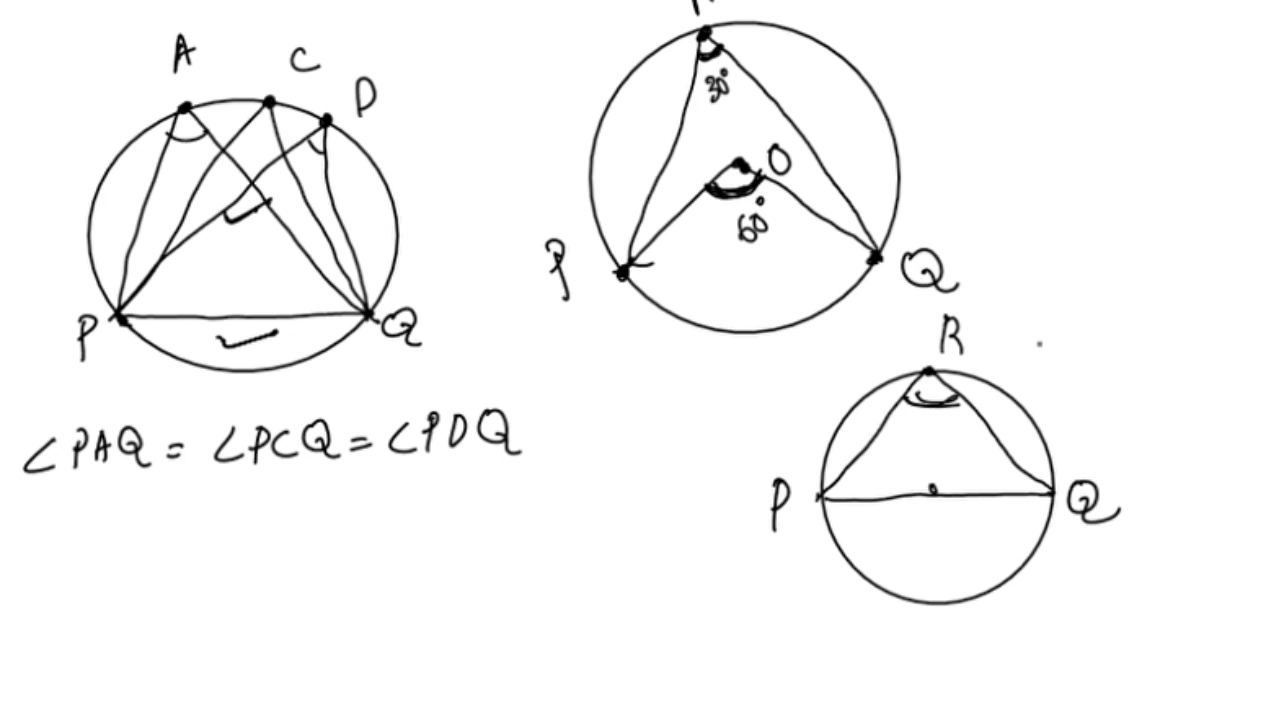 A C D
P Q
∠PAQ = ∠PCQ = ∠PDQ
30°
O
60°
P Q
R
P Q